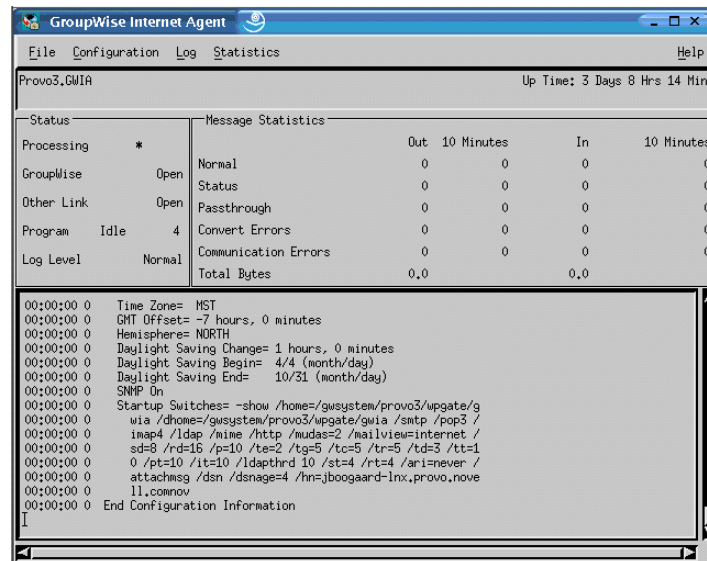 GroupWise Internet Agent
File Configuration Log Statistics Help
Provo3.GWIA Up Time: 3 Days 8 Hrs 14 Min
Status
Processing *
GroupWise Open
Other Link Open
Program Idle 4
Log Level Normal
Message Statistics
Out 10 Minutes In 10 Minutes
Normal 0 0 0 0
Status 0 0 0 0
Passthrough 0 0 0 0
Convert Errors 0 0 0 0
Communication Errors 0 0 0 0
Total Bytes 0.0 0.0
00:00:00 0 Time Zone= MST
00:00:00 0 GMT Offset= -7 hours, 0 minutes
00:00:00 0 Hemisphere= NORTH
00:00:00 0 Daylight Saving Change= 1 hours, 0 minutes
00:00:00 0 Daylight Saving Begin= 4/4 (month/day)
00:00:00 0 Daylight Saving End= 10/31 (month/day)
00:00:00 0 SNMP On
00:00:00 0 Startup Switches= -show /home=/gwsystem/provo3/wpgate/g
00:00:00 0 wia /dhome=/gwsystem/provo3/wpgate/gwia /smtp /pop3 /
00:00:00 0 imap4 /ldap /mime /http /mudas=2 /mailview=internet /
00:00:00 0 sd=8 /rd=16 /p=10 /te=2 /tg=5 /tc=5 /tr=5 /td=3 /tt=1
00:00:00 0 0 /pt=10 /it=10 /ldapthrd 10 /st=4 /rt=4 /ari=never /
00:00:00 0 attachmsg /dsn /dsnage=4 /hn=jboogaard-lnx.provo.nove
00:00:00 0 ll.comnov
00:00:00 0 End Configuration Information